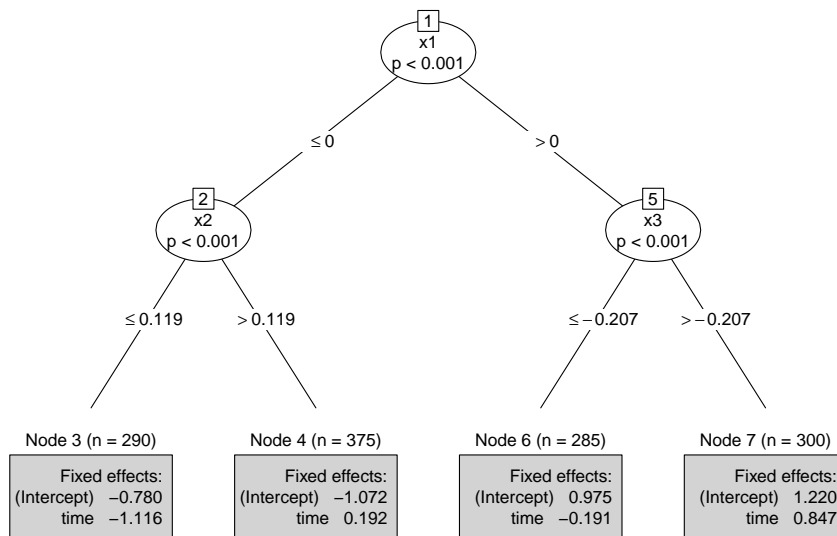 1
x1
p < 0.001
≤ 0
> 0
2
x2
p < 0.001
5
x3
p < 0.001
≤ 0.119
> 0.119
≤ −0.207
> −0.207
Node 3 (n = 290)
Fixed effects:
(Intercept) −0.780
time −1.116
Node 4 (n = 375)
Fixed effects:
(Intercept) −1.072
time 0.192
Node 6 (n = 285)
Fixed effects:
(Intercept) 0.975
time −0.191
Node 7 (n = 300)
Fixed effects:
(Intercept) 1.220
time 0.847